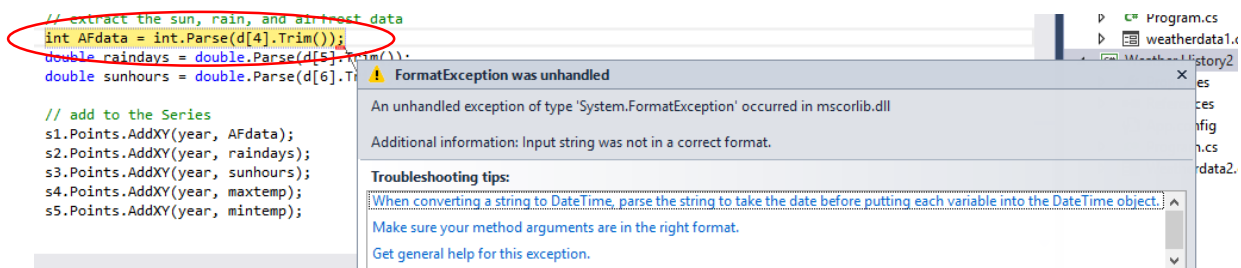 // extract the sun, rain, and airfrost data
int AFdata = int.Parse(d[4].Trim());
double raindays = double.Parse(d[5].Trim());
double sunhours = double.Parse(d[6].Tr
// add to the Series
s1.Points.AddXY(year, AFdata);
s2.Points.AddXY(year, raindays);
s3.Points.AddXY(year, sunhours);
s4.Points.AddXY(year, maxtemp);
s5.Points.AddXY(year, mintemp);
FormatException was unhandled
An unhandled exception of type 'System.FormatException' occurred in mscorlib.dll
Additional information: Input string was not in a correct format.
Troubleshooting tips:
When converting a string to DateTime, parse the string to take the date before putting each variable into the DateTime object.
Make sure your method arguments are in the right format.
Get general help for this exception.
C# Program.cs
weatherdata1.c
Weather History2
es
ces
nfig
n.cs
rdata2.